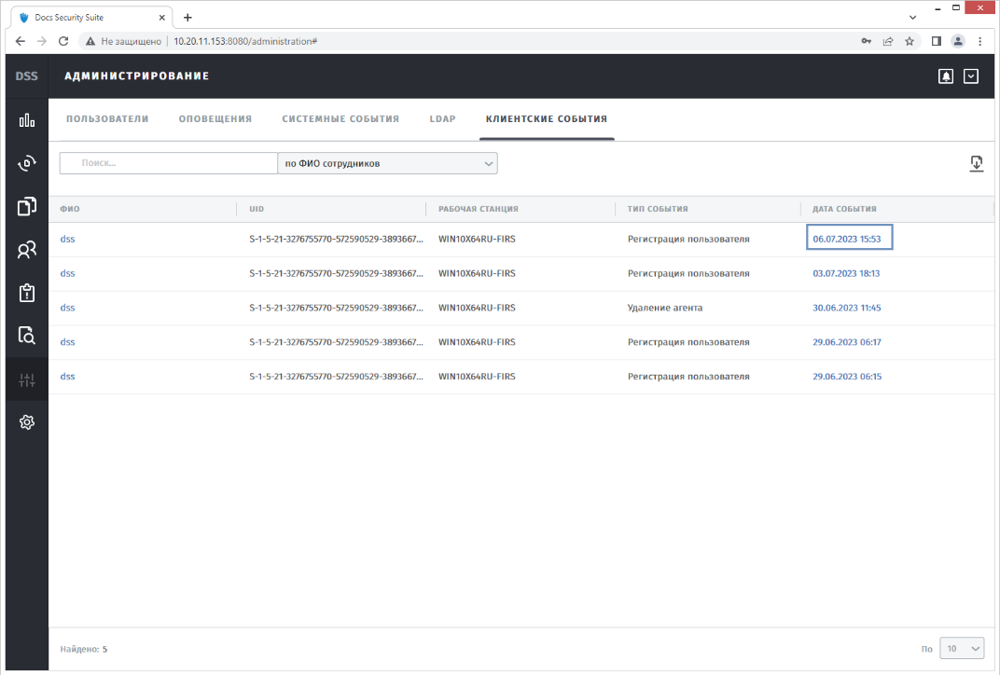 Docs Security Suite
Не защищено 10.20.11.153:8080/administration#
DSS АДМИНИСТРИРОВАНИЕ
ПОЛЬЗОВАТЕЛИ ОПОВЕЩЕНИЯ СИСТЕМНЫЕ СОБЫТИЯ LDAP КЛИЕНТСКИЕ СОБЫТИЯ
Поиск... по ФИО сотрудников
ФИО UID РАБОЧАЯ СТАНЦИЯ ТИП СОБЫТИЯ ДАТА СОБЫТИЯ
dss S-1-5-21-3276755770-572590529-3893667... WIN10X64RU-FIRS Регистрация пользователя 06.07.2023 15:53
dss S-1-5-21-3276755770-572590529-3893667... WIN10X64RU-FIRS Регистрация пользователя 03.07.2023 18:13
dss S-1-5-21-3276755770-572590529-3893667... WIN10X64RU-FIRS Удаление агента 30.06.2023 11:45
dss S-1-5-21-3276755770-572590529-3893667... WIN10X64RU-FIRS Регистрация пользователя 29.06.2023 06:17
dss S-1-5-21-3276755770-572590529-3893667... WIN10X64RU-FIRS Регистрация пользователя 29.06.2023 06:15
Найдено: 5 По 10